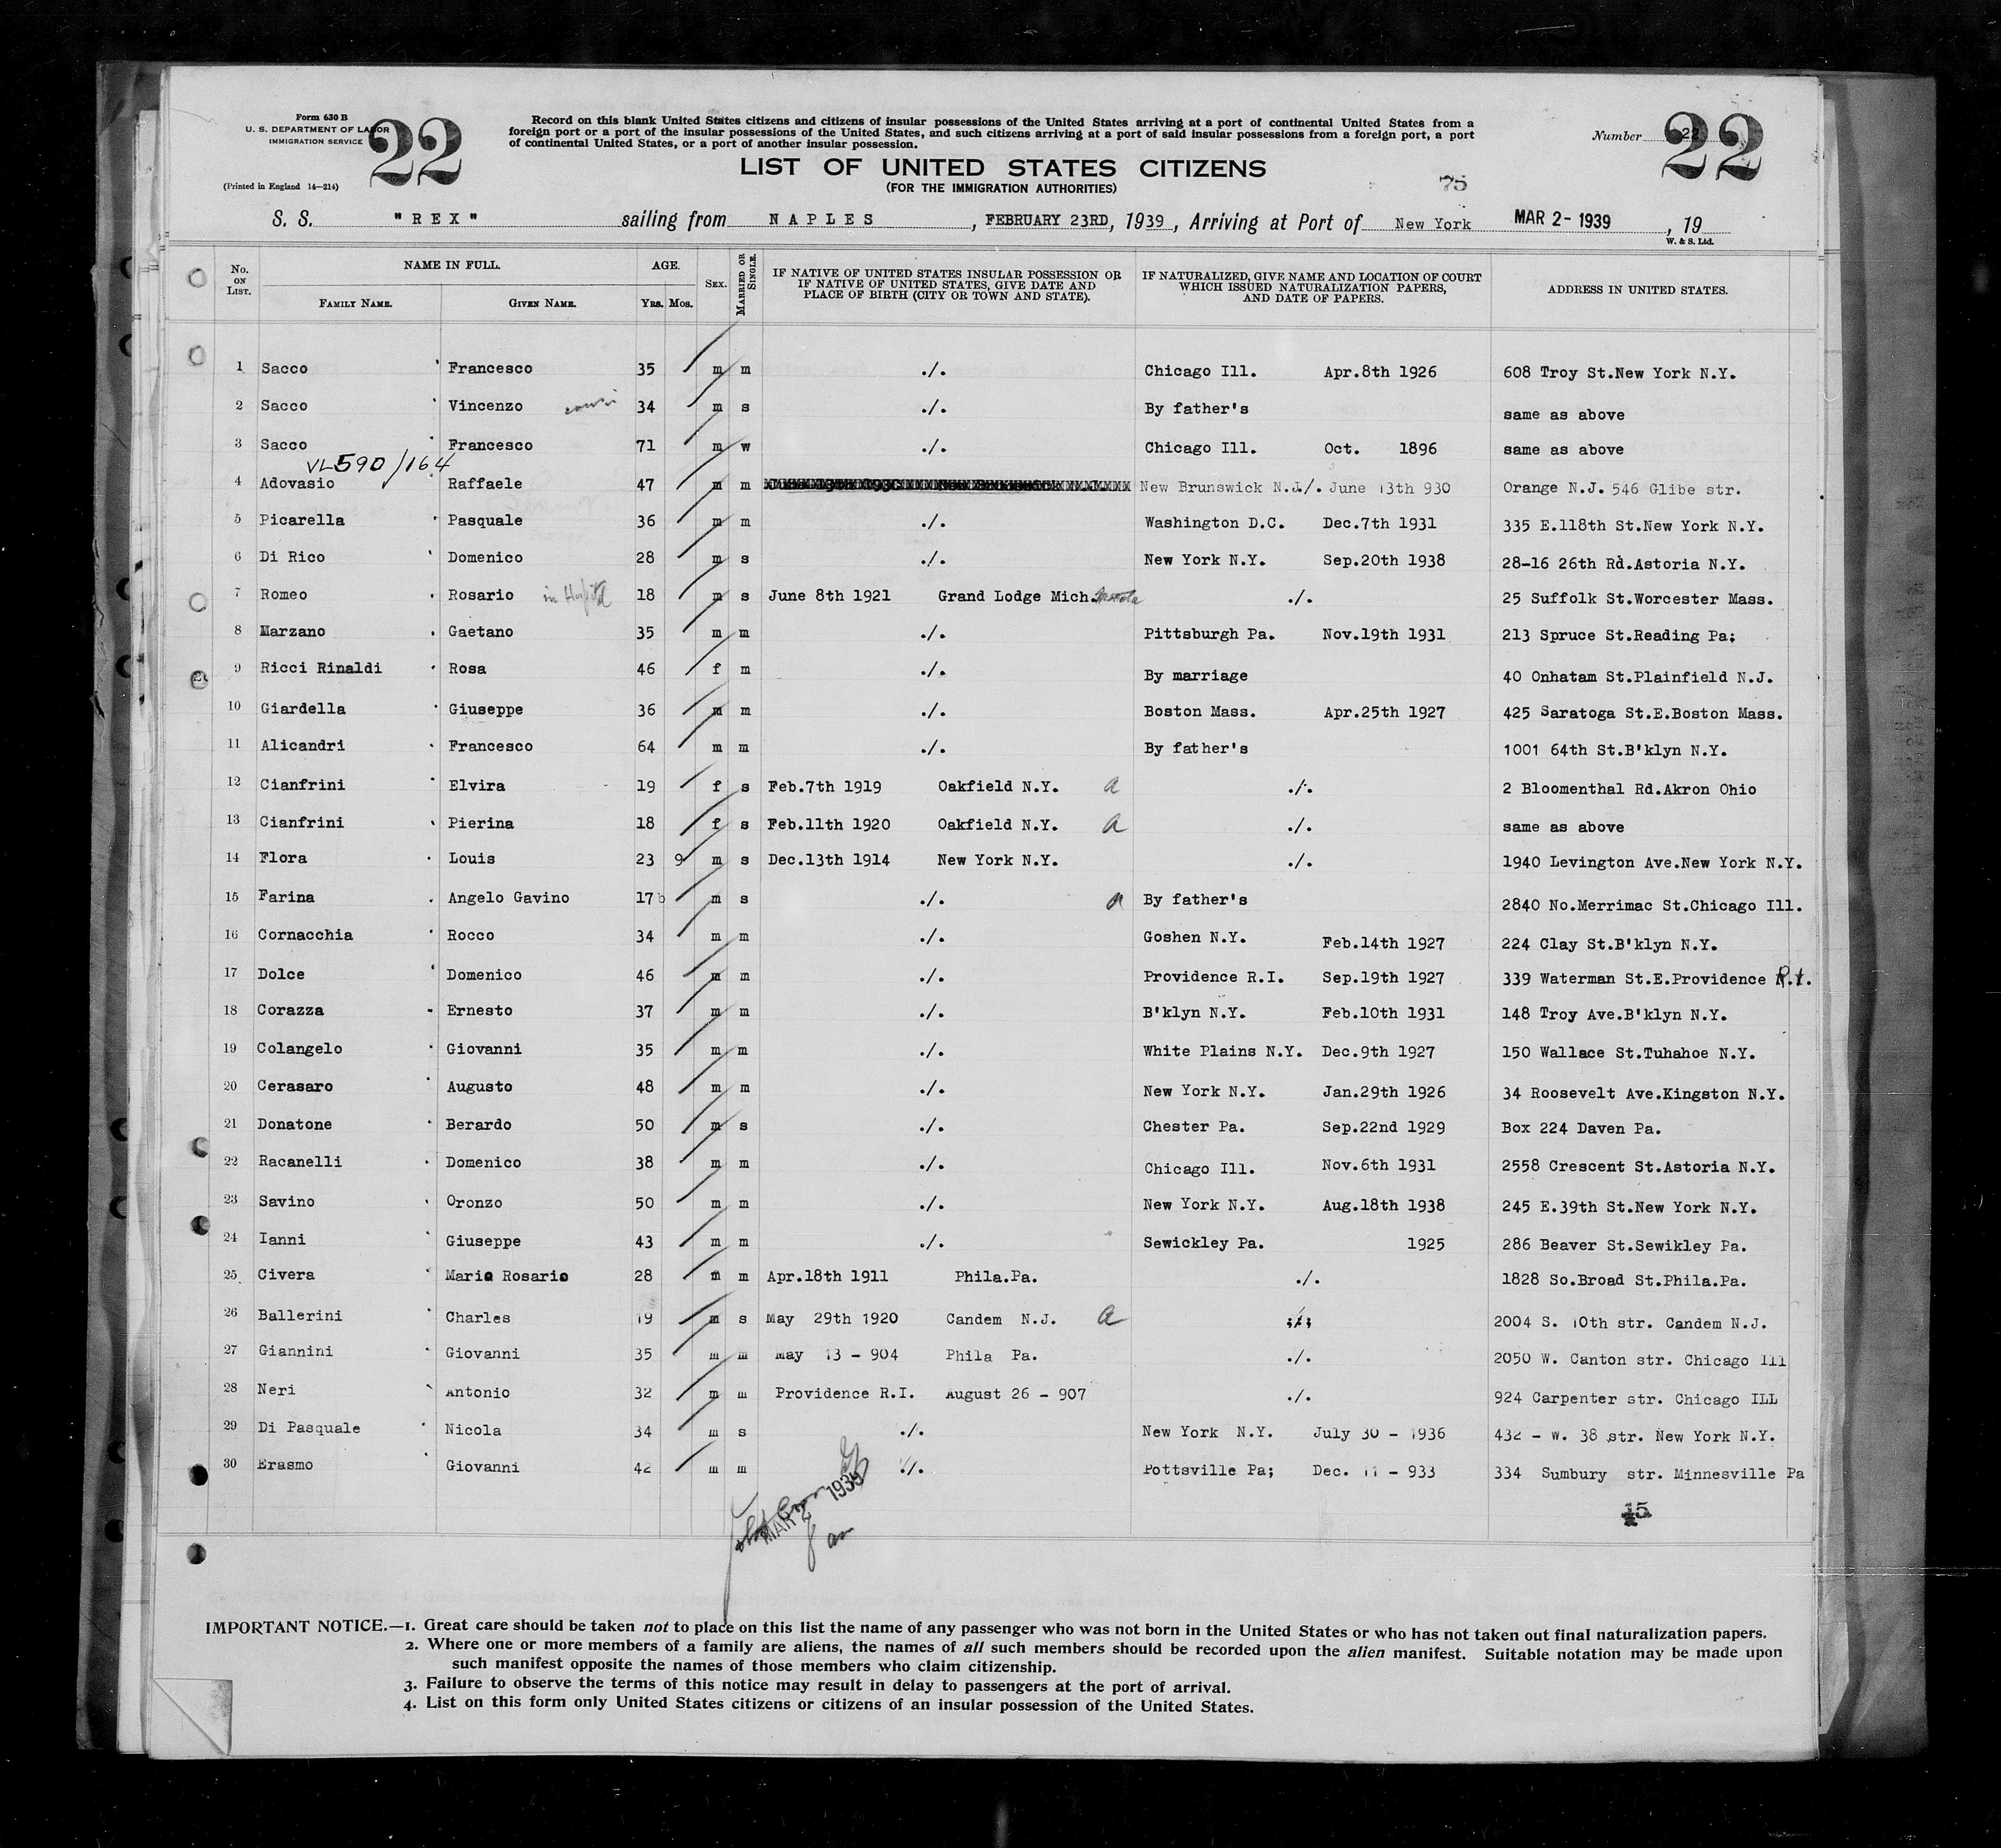 Form 630 B
U. S. DEPARTMENT OF LABOR
IMMIGRATION SERVICE
22
(Printed in England 14—214)
Record on this blank United States citizens and citizens of insular possessions of the United States arriving at a port of continental United States from a
foreign port or a port of the insular possessions of the United States, and such citizens arriving at a port of said insular possessions from a foreign port, a port
of continental United States, or a port of another insular possession.
Number 22
22
LIST OF UNITED STATES CITIZENS
(FOR THE IMMIGRATION AUTHORITIES)
75
S. S. "REX" sailing from NAPLES, FEBRUARY 23RD, 1939, Arriving at Port of New York MAR 2- 1939, 19
W. & S. Ltd.
No. ON LIST. NAME IN FULL. FAMILY NAME. GIVEN NAME. AGE. Yrs. Mos. SEX. MARRIED OR SINGLE. IF NATIVE OF UNITED STATES INSULAR POSSESSION OR IF NATIVE OF UNITED STATES, GIVE DATE AND PLACE OF BIRTH (CITY OR TOWN AND STATE). IF NATURALIZED, GIVE NAME AND LOCATION OF COURT WHICH ISSUED NATURALIZATION PAPERS, AND DATE OF PAPERS. ADDRESS IN UNITED STATES.
1 Sacco Francesco 35 m m ./. Chicago Ill. Apr.8th 1926 608 Troy St.New York N.Y.
2 Sacco Vincenzo 34 m s ./. By father's same as above
3 Sacco Francesco 71 m w ./. Chicago Ill. Oct. 1896 same as above
VL590/164
4 Adovasio Raffaele 47 m m New Brunswick N.J./. June 13th 930 Orange N.J. 546 Glibe str.
5 Picarella Pasquale 36 m m ./. Washington D.C. Dec.7th 1931 335 E.118th St.New York N.Y.
6 Di Rico Domenico 28 m s ./. New York N.Y. Sep.20th 1938 28-16 26th Rd.Astoria N.Y.
7 Romeo Rosario in Hospital 18 m s June 8th 1921 Grand Lodge Mich. ./. 25 Suffolk St.Worcester Mass.
8 Marzano Gaetano 35 m m ./. Pittsburgh Pa. Nov.19th 1931 213 Spruce St.Reading Pa;
9 Ricci Rinaldi Rosa 46 f m ./. By marriage 40 Onhatam St.Plainfield N.J.
10 Giardella Giuseppe 36 m m ./. Boston Mass. Apr.25th 1927 425 Saratoga St.E.Boston Mass.
11 Alicandri Francesco 64 m m ./. By father's 1001 64th St.B'klyn N.Y.
12 Cianfrini Elvira 19 f s Feb.7th 1919 Oakfield N.Y. a ./. 2 Bloomenthal Rd.Akron Ohio
13 Cianfrini Pierina 18 f s Feb.11th 1920 Oakfield N.Y. a ./. same as above
14 Flora Louis 23 9 m s Dec.13th 1914 New York N.Y. ./. 1940 Levington Ave.New York N.Y.
15 Farina Angelo Gavino 17 m s ./. a By father's 2840 No.Merrimac St.Chicago Ill.
16 Cornacchia Rocco 34 m m ./. Goshen N.Y. Feb.14th 1927 224 Clay St.B'klyn N.Y.
17 Dolce Domenico 46 m m ./. Providence R.I. Sep.19th 1927 339 Waterman St.E.Providence R.I.
18 Corazza Ernesto 37 m m ./. B'klyn N.Y. Feb.10th 1931 148 Troy Ave.B'klyn N.Y.
19 Colangelo Giovanni 35 m m ./. White Plains N.Y. Dec.9th 1927 150 Wallace St.Tuhahoe N.Y.
20 Cerasaro Augusto 48 m m ./. New York N.Y. Jan.29th 1926 34 Roosevelt Ave.Kingston N.Y.
21 Donatone Berardo 50 m s ./. Chester Pa. Sep.22nd 1929 Box 224 Daven Pa.
22 Racanelli Domenico 38 m m ./. Chicago Ill. Nov.6th 1931 2558 Crescent St.Astoria N.Y.
23 Savino Oronzo 50 m m ./. New York N.Y. Aug.18th 1938 245 E.39th St.New York N.Y.
24 Ianni Giuseppe 43 m m ./. Sewickley Pa. 1925 286 Beaver St.Sewikley Pa.
25 Civera Mario Rosario 28 m m Apr.18th 1911 Phila.Pa. ./. 1828 So.Broad St.Phila.Pa.
26 Ballerini Charles 19 m s May 29th 1920 Candem N.J. a ./. 2004 S. 10th str. Candem N.J.
27 Giannini Giovanni 35 m m May 13 - 904 Phila Pa. ./. 2050 W. Canton str. Chicago Ill
28 Neri Antonio 32 m m Providence R.I. August 26 - 907 ./. 924 Carpenter str. Chicago ILL
29 Di Pasquale Nicola 34 m s ./. New York N.Y. July 30 - 1936 432 - W. 38 str. New York N.Y.
30 Erasmo Giovanni 42 m m ./. Pottsville Pa; Dec. 11 - 933 334 Sumbury str. Minnesville Pa
MAR 2 1939
15
IMPORTANT NOTICE.—1. Great care should be taken not to place on this list the name of any passenger who was not born in the United States or who has not taken out final naturalization papers.
2. Where one or more members of a family are aliens, the names of all such members should be recorded upon the alien manifest. Suitable notation may be made upon
such manifest opposite the names of those members who claim citizenship.
3. Failure to observe the terms of this notice may result in delay to passengers at the port of arrival.
4. List on this form only United States citizens or citizens of an insular possession of the United States.